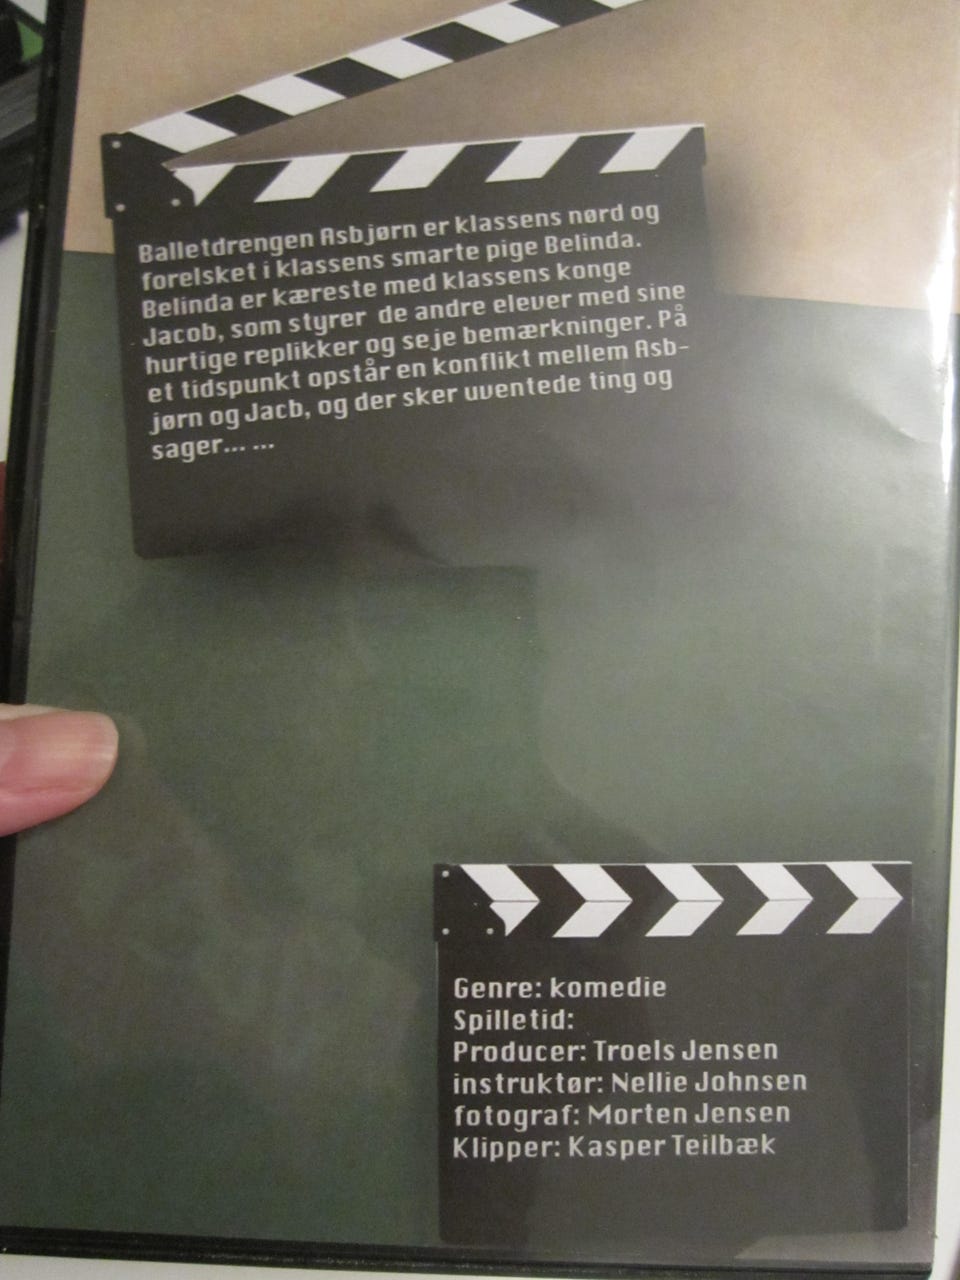 Balletdrengen Asbjørn er klassens nørd og
forelsket i klassens smarte pige Belinda.
Belinda er kæreste med klassens konge
Jacob, som styrer de andre elever med sine
hurtige replikker og seje bemærkninger. På
et tidspunkt opstår en konflikt mellem Asb-
jørn og Jacb, og der sker uventede ting og
sager... ...
Genre: komedie
Spilletid:
Producer: Troels Jensen
instruktør: Nellie Johnsen
fotograf: Morten Jensen
Klipper: Kasper Teilbæk